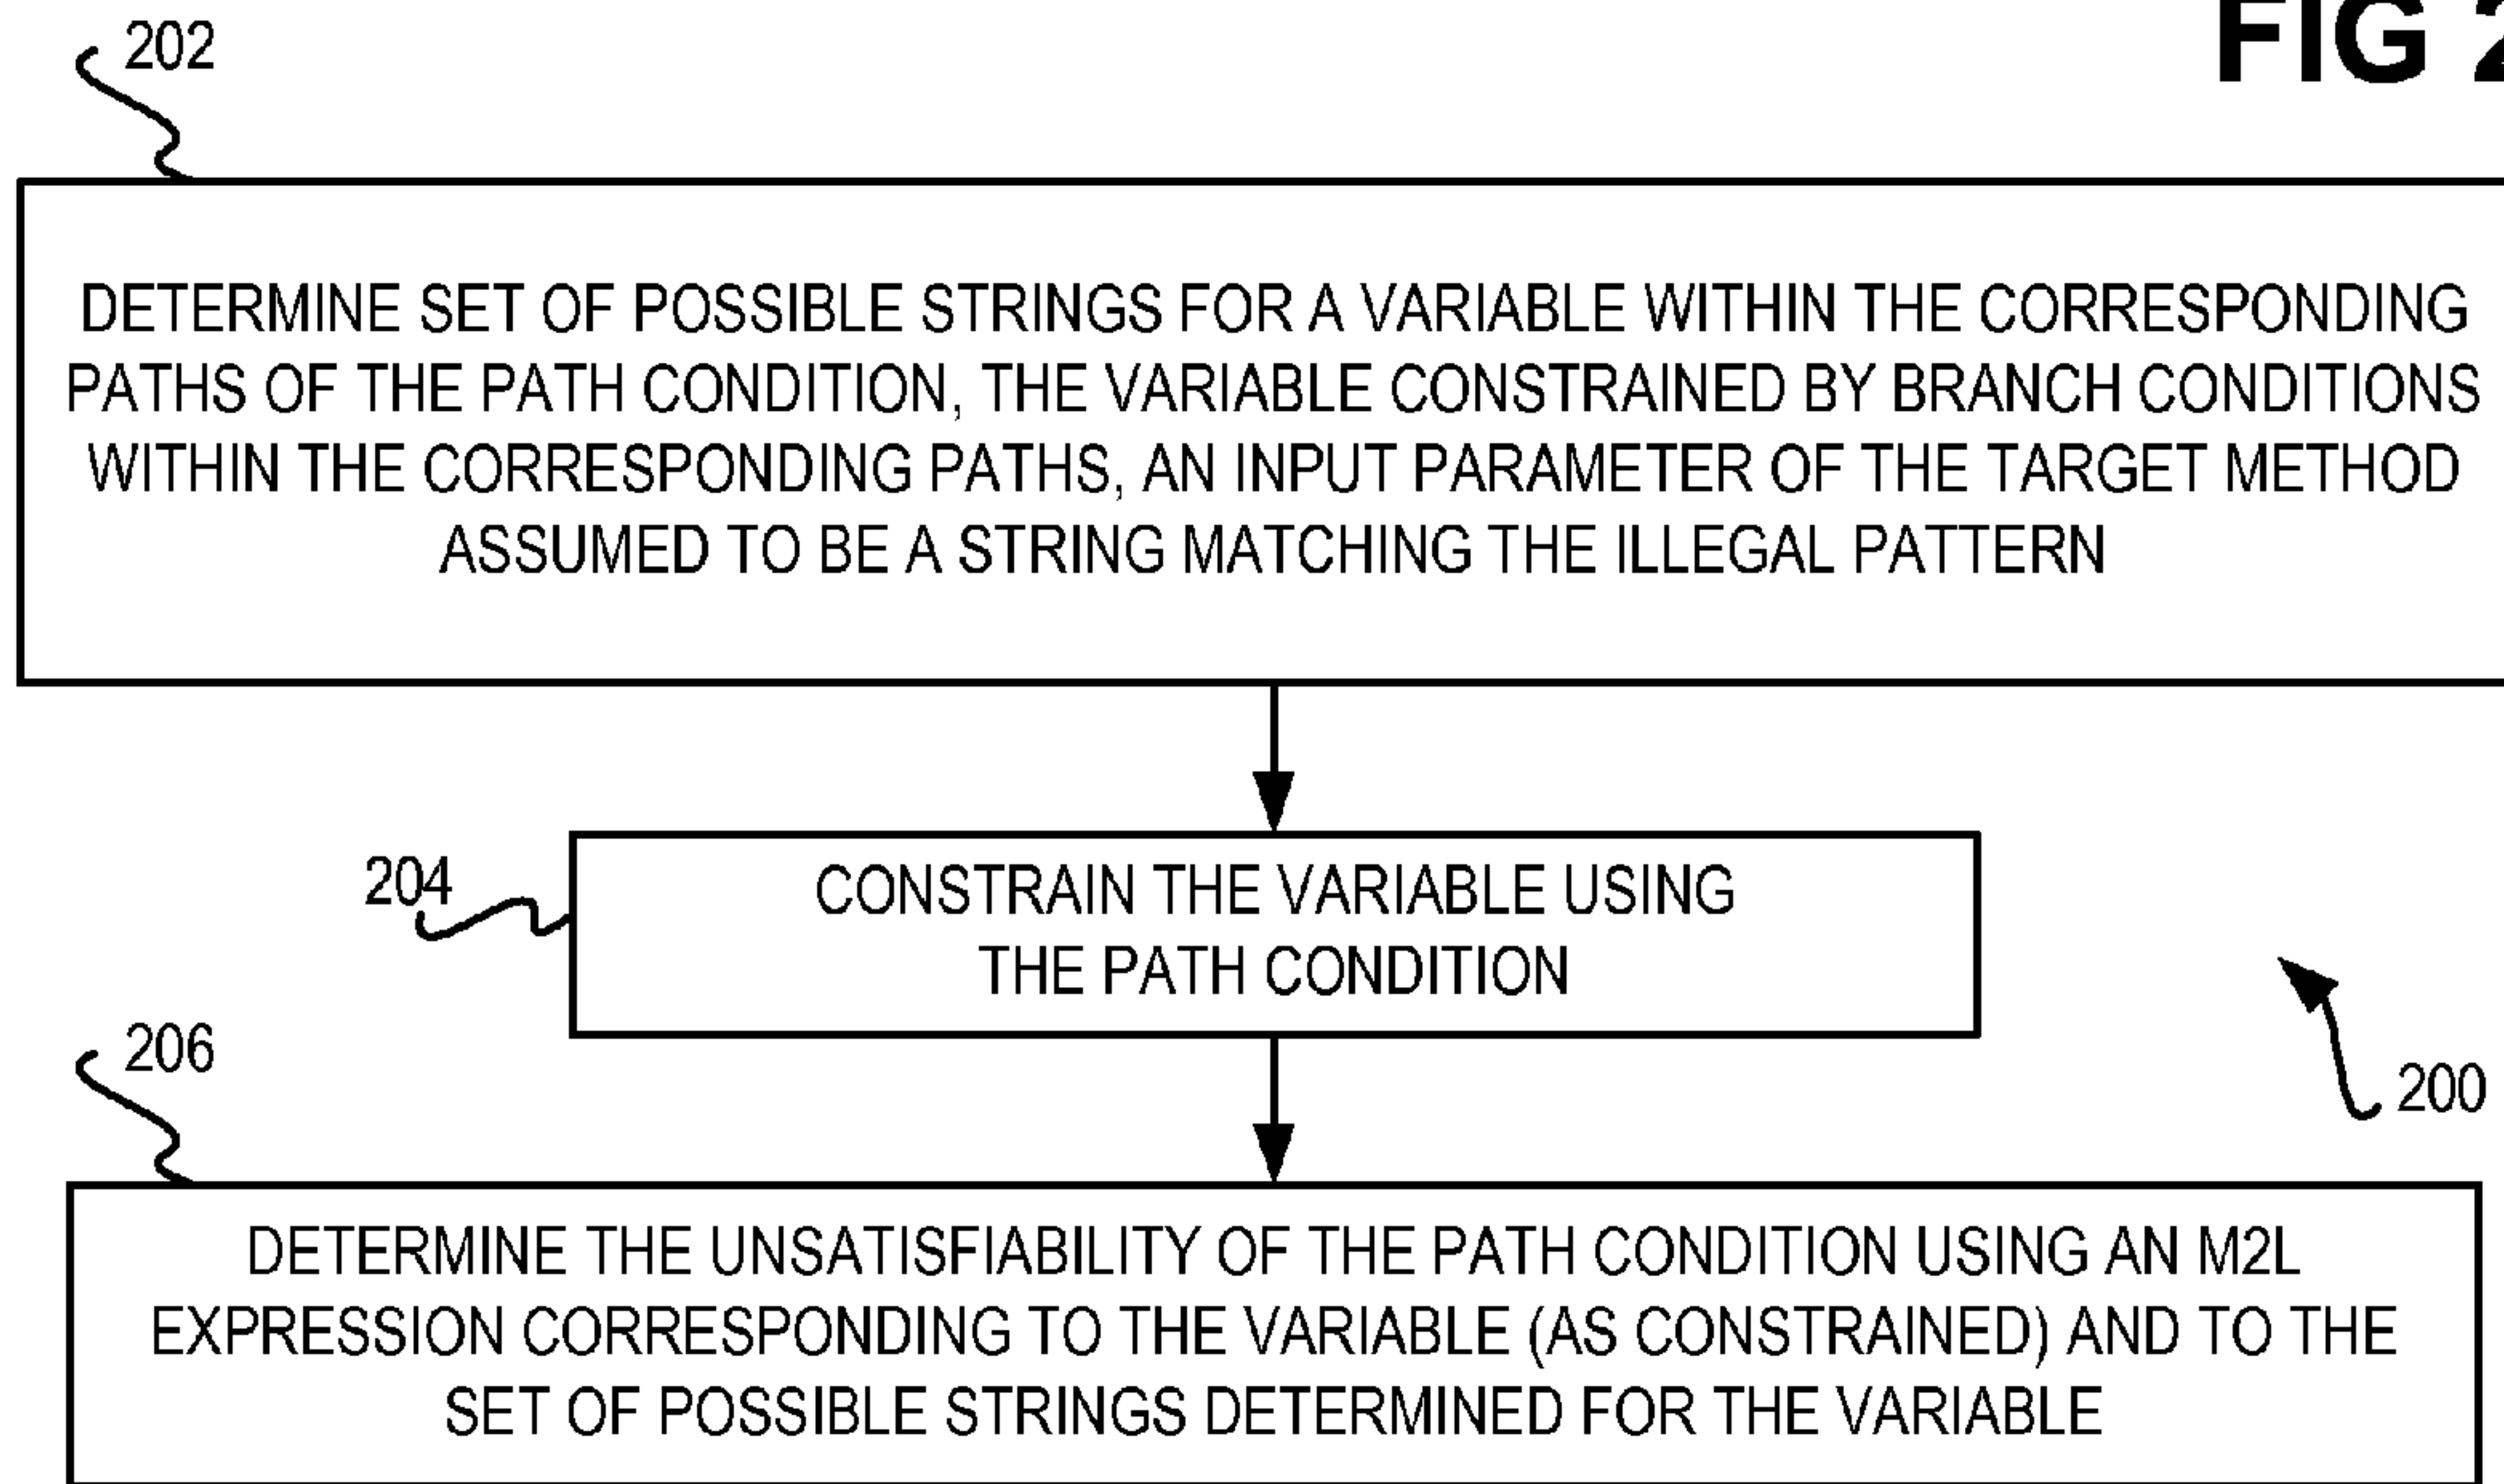 FIG 2
202
DETERMINE SET OF POSSIBLE STRINGS FOR A VARIABLE WITHIN THE CORRESPONDING
PATHS OF THE PATH CONDITION, THE VARIABLE CONSTRAINED BY BRANCH CONDITIONS
WITHIN THE CORRESPONDING PATHS, AN INPUT PARAMETER OF THE TARGET METHOD
ASSUMED TO BE A STRING MATCHING THE ILLEGAL PATTERN
204
CONSTRAIN THE VARIABLE USING
THE PATH CONDITION
200
206
DETERMINE THE UNSATISFIABILITY OF THE PATH CONDITION USING AN M2L
EXPRESSION CORRESPONDING TO THE VARIABLE (AS CONSTRAINED) AND TO THE
SET OF POSSIBLE STRINGS DETERMINED FOR THE VARIABLE